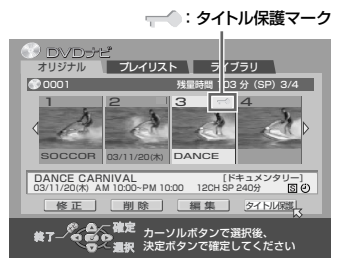 ：タイトル保護マーク
DVDナビ
オリジナル プレイリスト ライブラリ
0001 残量時間 103 分 (SP) 3/4
1 2 3 4
SOCCOR 03/11/20(木) DANCE
DANCE CARNIVAL [ドキュメンタリー]
03/11/20(木) AM 10:00~PM 10:00 12CH SP 240分 S
修正 削除 編集 タイトル保護
終了 確定 カーソルボタンで選択後、
選択 決定ボタンで確定してください